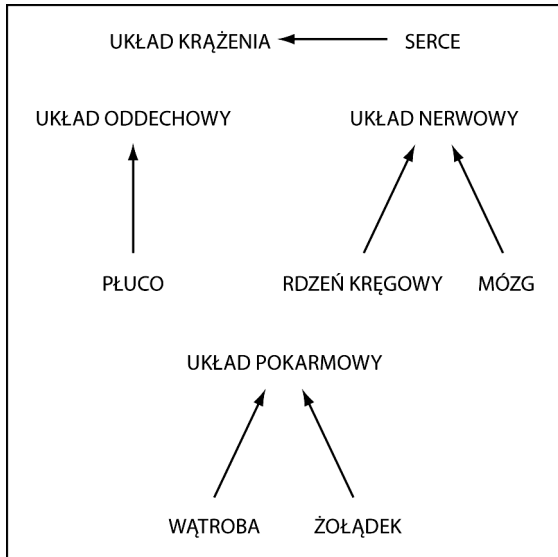 UKŁAD KRĄŻENIA SERCE
UKŁAD ODDECHOWY UKŁAD NERWOWY
PŁUCO RDZEŃ KRĘGOWY MÓZG
UKŁAD POKARMOWY
WĄTROBA ŻOŁĄDEK